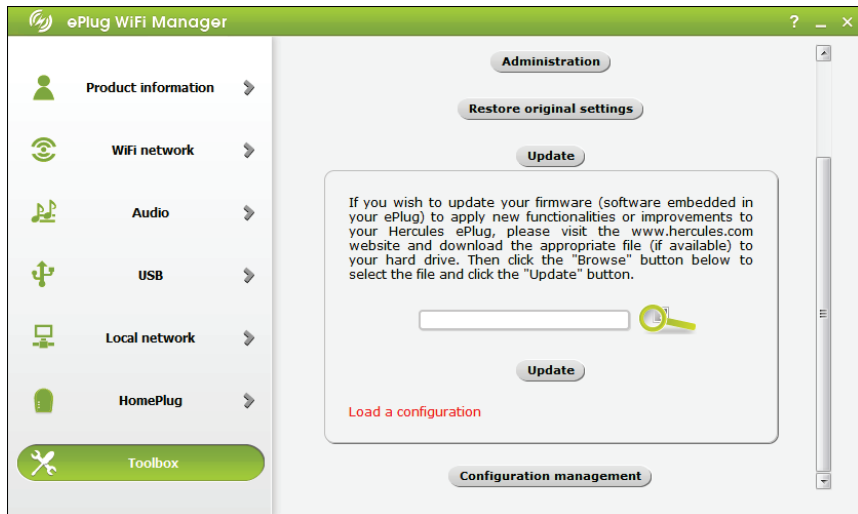 ePlug WiFi Manager
Product information
WiFi network
Audio
USB
Local network
HomePlug
Toolbox
Administration
Restore original settings
Update
If you wish to update your firmware (software embedded in
your ePlug) to apply new functionalities or improvements to
your Hercules ePlug, please visit the www.hercules.com
website and download the appropriate file (if available) to
your hard drive. Then click the "Browse" button below to
select the file and click the "Update" button.
Update
Load a configuration
Configuration management